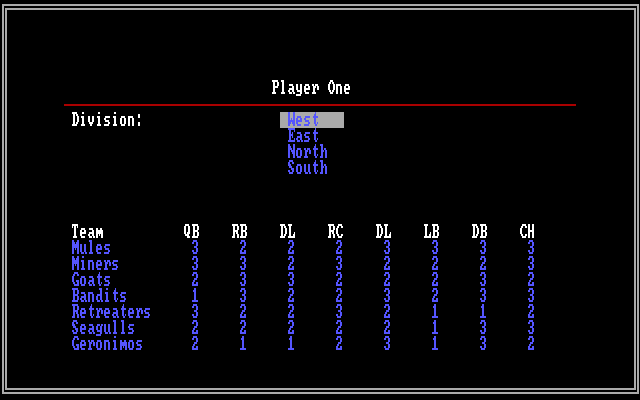 Player One
Division: West
East
North
South
Team QB RB DL RC DL LB DB CH
Mules 3 2 2 2 3 3 3 3
Miners 3 3 2 3 2 2 2 3
Goats 2 3 3 2 3 2 3 3
Bandits 1 3 2 2 3 2 3 3
Retreaters 3 2 2 3 2 1 1 2
Seagulls 2 2 2 2 2 1 3 3
Geronimos 2 1 1 2 3 1 3 2